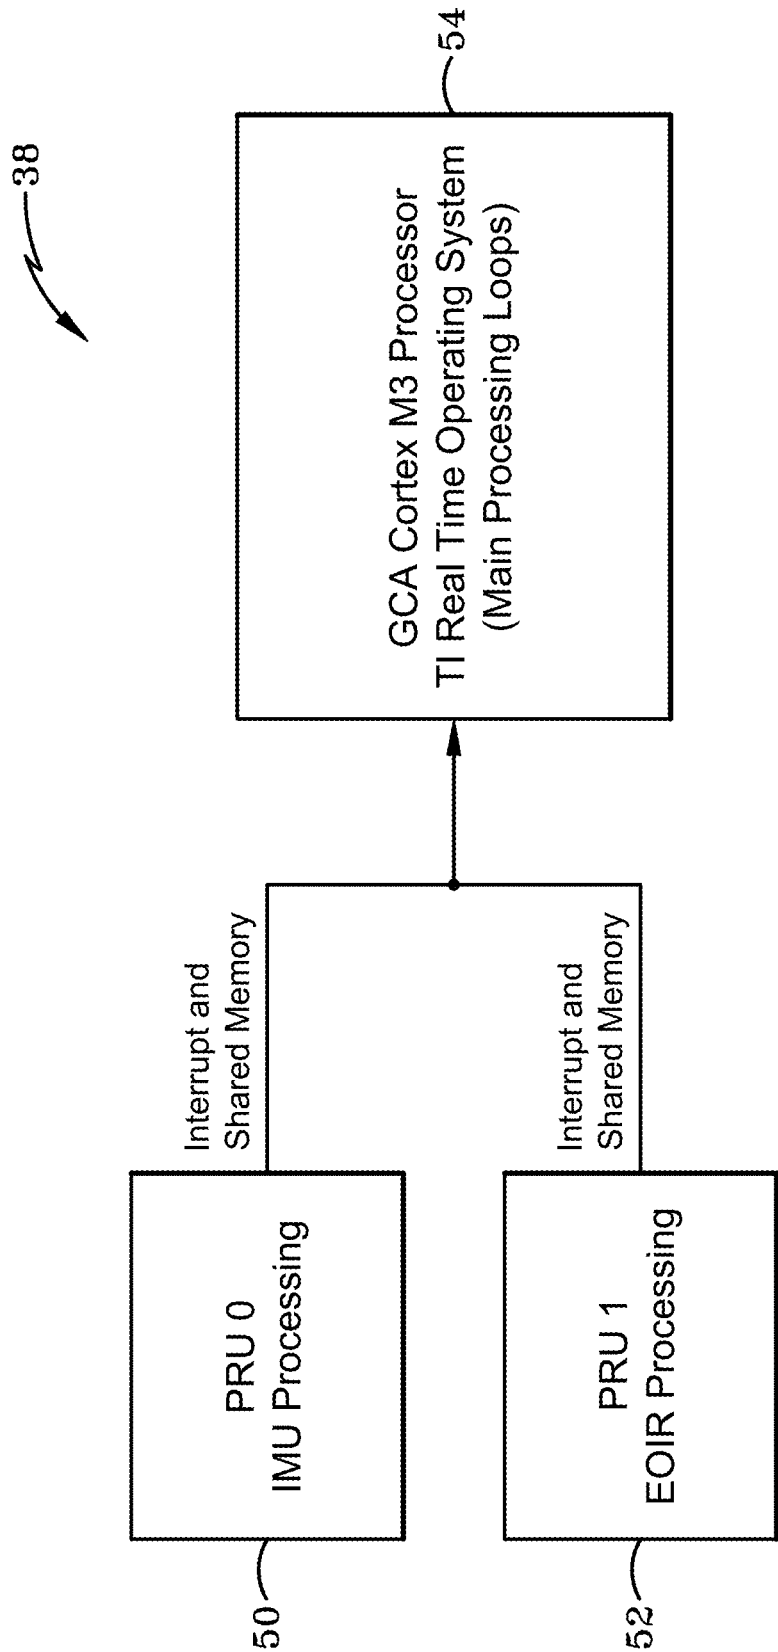 38
PRU 0
IMU Processing
50
Interrupt and
Shared Memory
PRU 1
EOIR Processing
52
Interrupt and
Shared Memory
GCA Cortex M3 Processor
TI Real Time Operating System
(Main Processing Loops)
54